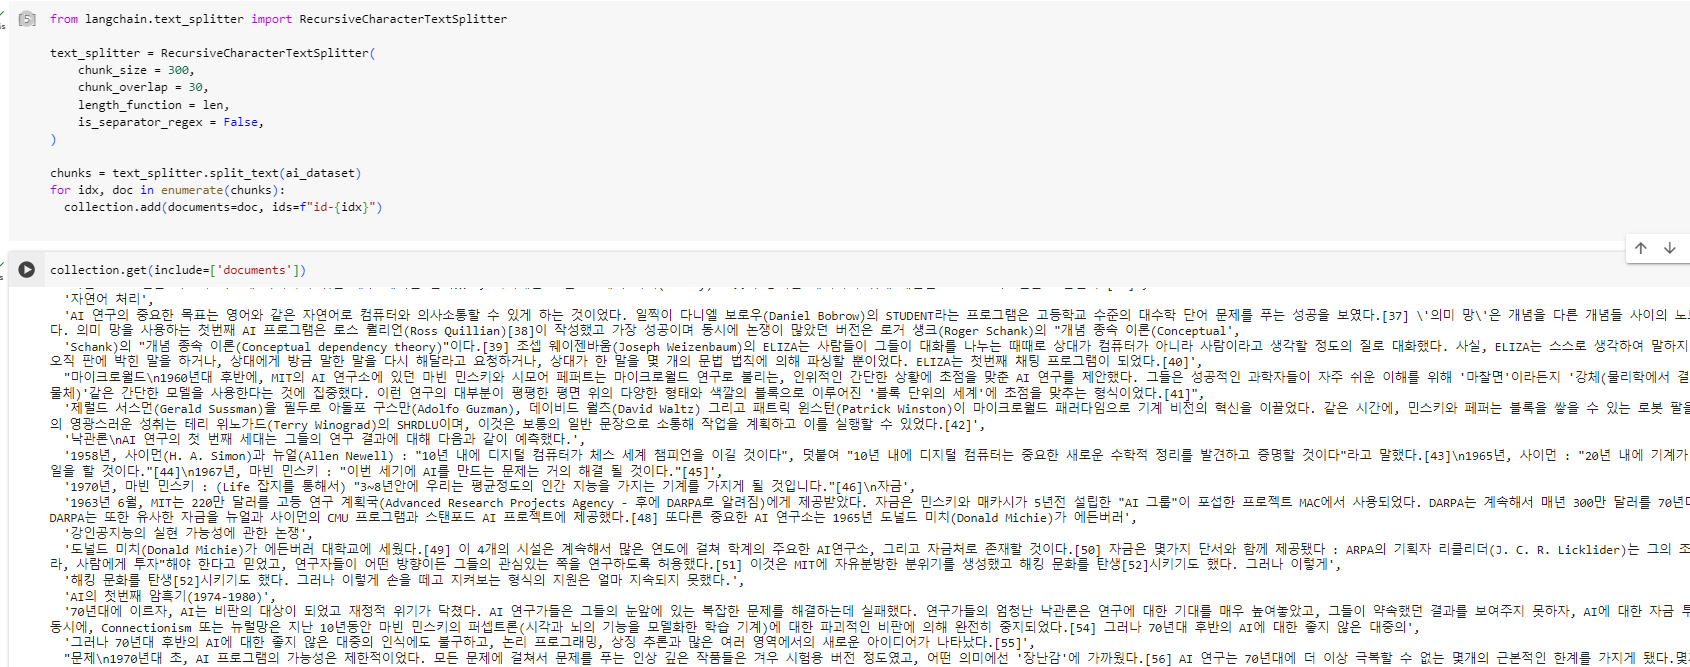 [5]
from langchain.text_splitter import RecursiveCharacterTextSplitter
text_splitter = RecursiveCharacterTextSplitter(
    chunk_size = 300,
    chunk_overlap = 30,
    length_function = len,
    is_separator_regex = False,
)
chunks = text_splitter.split_text(ai_dataset)
for idx, doc in enumerate(chunks):
  collection.add(documents=doc, ids=f"id-{idx}")
collection.get(include=['documents'])
'자연어 처리',
'AI 연구의 중요한 목표는 영어와 같은 자연어로 컴퓨터와 의사소통할 수 있게 하는 것이었다. 일찍이 다니엘 보로우(Daniel Bobrow)의 STUDENT라는 프로그램은 고등학교 수준의 대수학 단어 문제를 푸는 성공을 보였다.[37] \'의미 망\'은 개념을 다른 개념들 사이의 노
다. 의미 망을 사용하는 첫번째 AI 프로그램은 로스 퀼리언(Ross Quillian)[38]이 작성했고 가장 성공이며 동시에 논쟁이 많았던 버전은 로거 섕크(Roger Schank)의 "개념 종속 이론(Conceptual',
'Schank)의 "개념 종속 이론(Conceptual dependency theory)"이다.[39] 조셉 웨이젠바움(Joseph Weizenbaum)의 ELIZA는 사람들이 그들이 대화를 나누는 때때로 상대가 컴퓨터가 아니라 사람이라고 생각할 정도의 질로 대화했다. 사실, ELIZA는 스스로 생각하여 말하지
오직 판에 박힌 말을 하거나, 상대에게 방금 말한 말을 다시 해달라고 요청하거나, 상대가 한 말을 몇 개의 문법 법칙에 의해 파싱할 뿐이었다. ELIZA는 첫번째 채팅 프로그램이 되었다.[40]',
"마이크로월드\n1960년대 후반에, MIT의 AI 연구소에 있던 마빈 민스키와 시모어 페퍼트는 마이크로월드 연구로 불리는, 인위적인 간단한 상황에 초점을 맞춘 AI 연구를 제안했다. 그들은 성공적인 과학자들이 자주 쉬운 이해를 위해 '마찰면'이라든지 '강체(물리학에서 결
물체)'같은 간단한 모델을 사용한다는 것에 집중했다. 이런 연구의 대부분이 평평한 평면 위의 다양한 형태와 색깔의 블록으로 이루어진 '블록 단위의 세계'에 초점을 맞추는 형식이었다.[41]",
'제럴드 서스먼(Gerald Sussman)을 필두로 아돌포 구스만(Adolfo Guzman), 데이비드 월츠(David Waltz) 그리고 패트릭 윈스턴(Patrick Winston)이 마이크로월드 패러다임으로 기계 비전의 혁신을 이끌었다. 같은 시간에, 민스키와 페퍼는 블록을 쌓을 수 있는 로봇 팔을
의 영광스러운 성취는 테리 위노가드(Terry Winograd)의 SHRDLU이며, 이것은 보통의 일반 문장으로 소통해 작업을 계획하고 이를 실행할 수 있었다.[42]',
'낙관론\nAI 연구의 첫 번째 세대는 그들의 연구 결과에 대해 다음과 같이 예측했다.',
'1958년, 사이먼(H. A. Simon)과 뉴얼(Allen Newell) : "10년 내에 디지털 컴퓨터가 체스 세계 챔피언을 이길 것이다", 덧붙여 "10년 내에 디지털 컴퓨터는 중요한 새로운 수학적 정리를 발견하고 증명할 것이다"라고 말했다.[43]\n1965년, 사이먼 : "20년 내에 기계가
일을 할 것이다."[44]\n1967년, 마빈 민스키 : "이번 세기에 AI를 만드는 문제는 거의 해결 될 것이다."[45]',
'1970년, 마빈 민스키 : (Life 잡지를 통해서) "3~8년안에 우리는 평균정도의 인간 지능을 가지는 기계를 가지게 될 것입니다."[46]\n자금',
'1963년 6월, MIT는 220만 달러를 고등 연구 계획국(Advanced Research Projects Agency - 후에 DARPA로 알려짐)에게 제공받았다. 자금은 민스키와 매카시가 5년전 설립한 "AI 그룹"이 포섭한 프로젝트 MAC에서 사용되었다. DARPA는 계속해서 매년 300만 달러를 70년대
DARPA는 또한 유사한 자금을 뉴얼과 사이먼의 CMU 프로그램과 스탠포드 AI 프로젝트에 제공했다.[48] 또다른 중요한 AI 연구소는 1965년 도널드 미치(Donald Michie)가 에든버러',
'강인공지능의 실현 가능성에 관한 논쟁',
'도널드 미치(Donald Michie)가 에든버러 대학교에 세웠다.[49] 이 4개의 시설은 계속해서 많은 연도에 걸쳐 학계의 주요한 AI연구소, 그리고 자금처로 존재할 것이다.[50] 자금은 몇가지 단서와 함께 제공됐다 : ARPA의 기획자 리클리더(J. C. R. Licklider)는 그의 조
라, 사람에게 투자"해야 한다고 믿었고, 연구자들이 어떤 방향이든 그들의 관심있는 쪽을 연구하도록 허용했다.[51] 이것은 MIT에 자유분방한 분위기를 생성했고 해킹 문화를 탄생[52]시키기도 했다. 그러나 이렇게',
'해킹 문화를 탄생[52]시키기도 했다. 그러나 이렇게 손을 떼고 지켜보는 형식의 지원은 얼마 지속되지 못했다.',
'AI의 첫번째 암흑기(1974-1980)',
'70년대에 이르자, AI는 비판의 대상이 되었고 재정적 위기가 닥쳤다. AI 연구가들은 그들의 눈앞에 있는 복잡한 문제를 해결하는데 실패했다. 연구가들의 엄청난 낙관론은 연구에 대한 기대를 매우 높여놓았고, 그들이 약속했던 결과를 보여주지 못하자, AI에 대한 자금 투
동시에, Connectionism 또는 뉴럴망은 지난 10년동안 마빈 민스키의 퍼셉트론(시각과 뇌의 기능을 모델화한 학습 기계)에 대한 파괴적인 비판에 의해 완전히 중지되었다.[54] 그러나 70년대 후반의 AI에 대한 좋지 않은 대중의',
'그러나 70년대 후반의 AI에 대한 좋지 않은 대중의 인식에도 불구하고, 논리 프로그래밍, 상징 추론과 많은 여러 영역에서의 새로운 아이디어가 나타났다.[55]',
"문제\n1970년대 초, AI 프로그램의 가능성은 제한적이었다. 모든 문제에 걸쳐서 문제를 푸는 인상 깊은 작품들은 겨우 시험용 버전 정도였고, 어떤 의미에선 '장난감'에 가까웠다.[56] AI 연구는 70년대에 더 이상 극복할 수 없는 몇개의 근본적인 한계를 가지게 됐다.몇